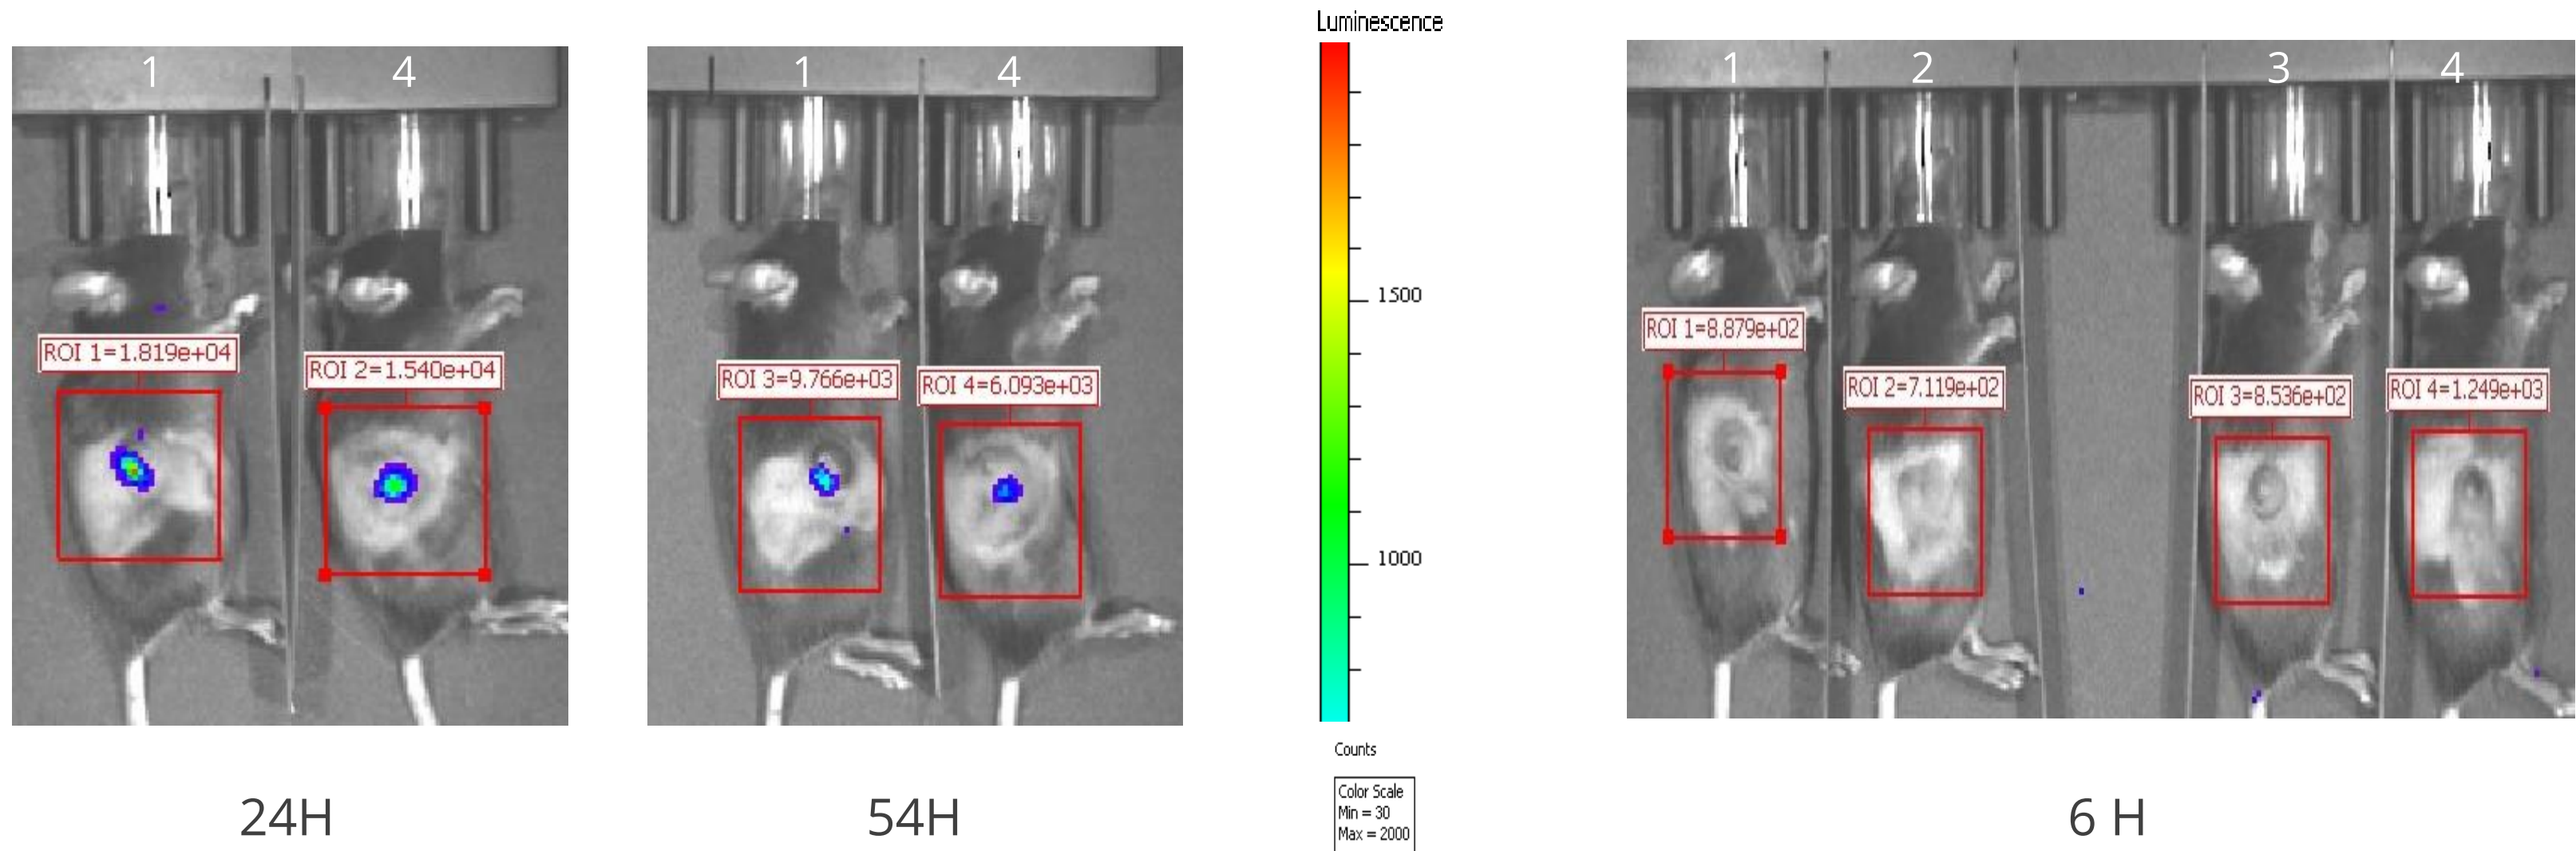 1
4
ROI 1=1.819e+04
ROI 2=1.540e+04
24H
1
4
ROI 3=9.766e+03
ROI 4=6.093e+03
54H
Luminescence
1500
1000
Counts
Color Scale
Min = 30
Max = 2000
1
2
3
4
ROI 1=8.879e+02
ROI 2=7.119e+02
ROI 3=8.536e+02
ROI 4=1.249e+03
6 H